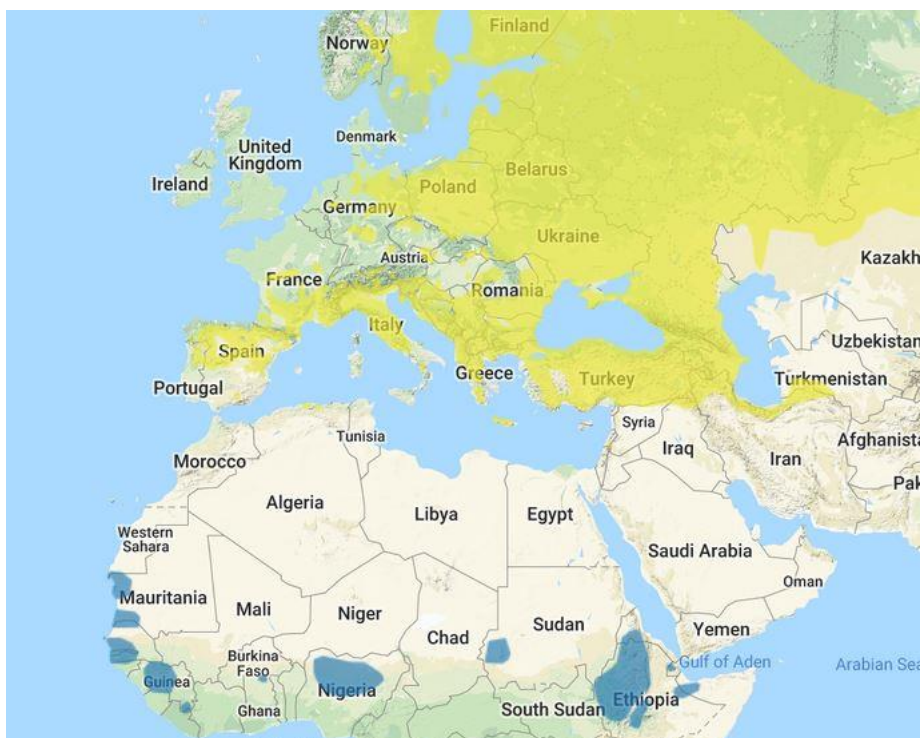 Finland
Norway
Denmark
United
Kingdom
Ireland
Belarus
Poland
Germany
Ukraine
Austria
Kazakh
France
Romania
Italy
Uzbekistan
Spain
Greece
Turkey
Turkmenistan
Portugal
Syria
Tunisia
Afghanista
Iraq
Iran
Morocco
Pak
Algeria
Libya
Egypt
Western
Sahara
Saudi Arabia
Oman
Mauritania
Mali
Niger
Sudan
Yemen
Chad
Burkina
Faso
Gulf of Aden
Arabian Sea
Guinea
Nigeria
Ethiopia
Ghana
South Sudan